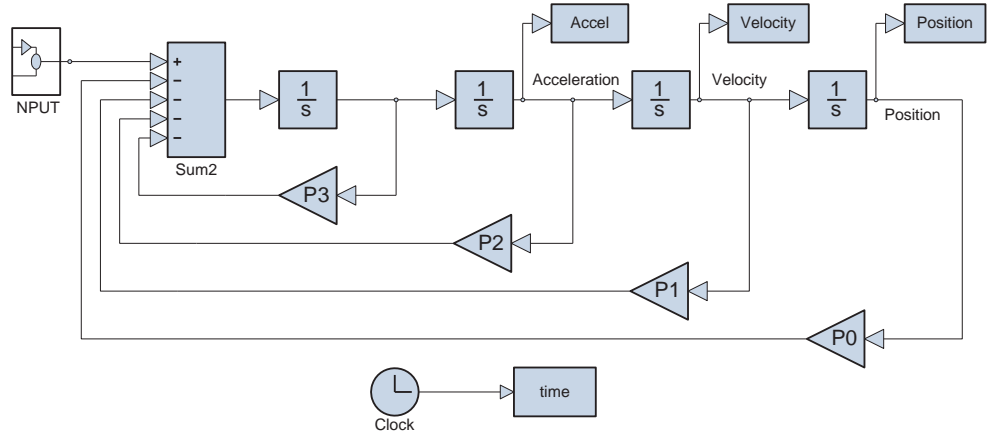 Accel
Velocity
Position
NPUT
+
−
−
−
−
Sum2
1
s
1
s
Acceleration
1
s
Velocity
1
s
Position
P3
P2
P1
P0
time
Clock